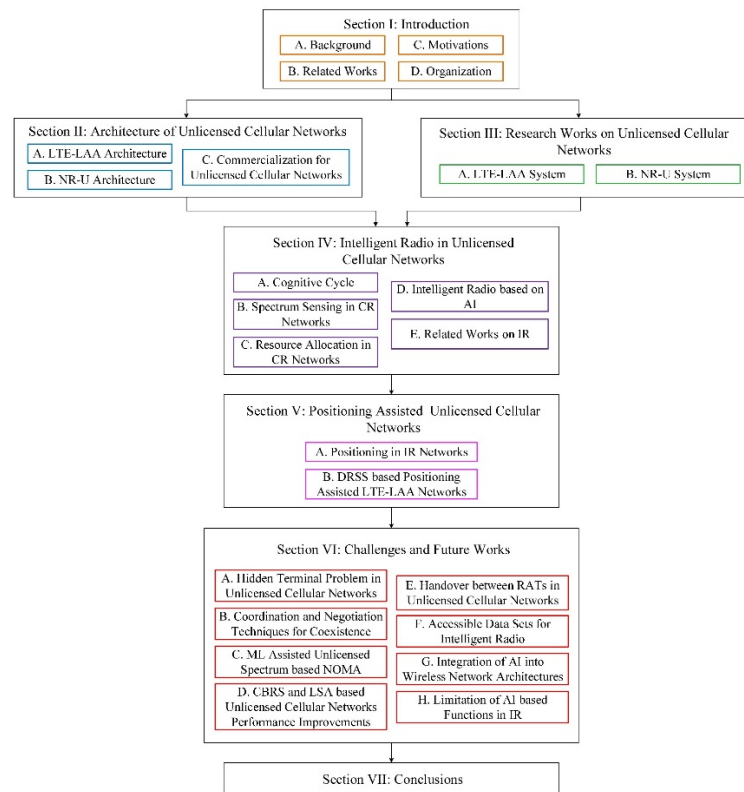 Section I: Introduction
A. Background
C. Motivations
B. Related Works
D. Organization
Section II: Architecture of Unlicensed Cellular Networks
A. LTE-LAA Architecture
B. NR-U Architecture
C. Commercialization for
Unlicensed Cellular Networks
Section III: Research Works on Unlicensed Cellular
Networks
A. LTE-LAA System
B. NR-U System
Section IV: Intelligent Radio in Unlicensed
Cellular Networks
A. Cognitive Cycle
B. Spectrum Sensing in CR
Networks
C. Resource Allocation in
CR Networks
D. Intelligent Radio based on
AI
E. Related Works on IR
Section V: Positioning Assisted Unlicensed Cellular
Networks
A. Positioning in IR Networks
B. DRSS based Positioning
Assisted LTE-LAA Networks
Section VI: Challenges and Future Works
A. Hidden Terminal Problem in
Unlicensed Cellular Networks
B. Coordination and Negotiation
Techniques for Coexistence
C. ML Assisted Unlicensed
Spectrum based NOMA
D. CBRS and LSA based
Unlicensed Cellular Networks
Performance Improvements
E. Handover between RATs in
Unlicensed Cellular Networks
F. Accessible Data Sets for
Intelligent Radio
G. Integration of AI into
Wireless Network Architectures
H. Limitation of AI based
Functions in IR
Section VII: Conclusions